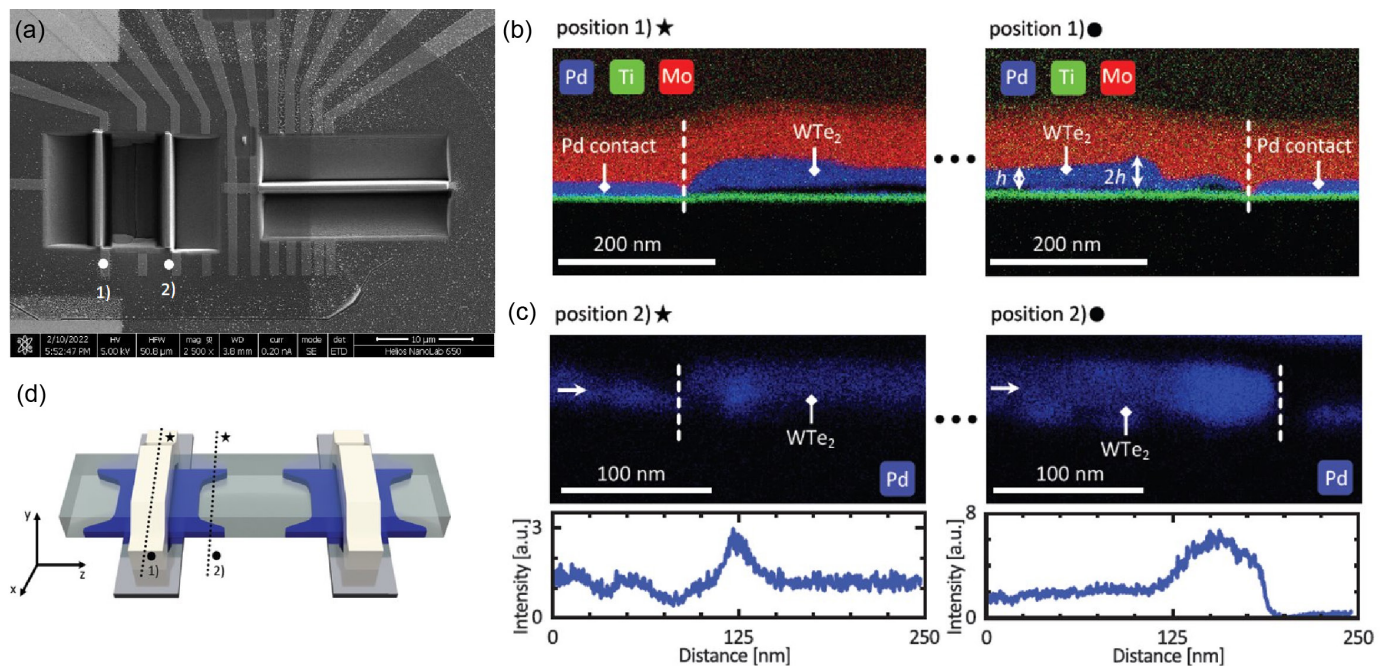 (a)
1)
2)
2/10/2022 HV HFW mag WD curr mode det 10 µm
5:52:47 PM 5.00 kV 50.8 µm 2 500 x 3.8 mm 0.20 nA SE ETD Helios NanoLab 650
(b)
position 1)★
Pd Ti Mo
WTe₂
Pd contact
200 nm
position 1)●
Pd Ti Mo
WTe₂
Pd contact
h
2h
200 nm
(c)
position 2)★
WTe₂
100 nm
Pd
Intensity [a.u.]
3
0
0 125 250
position 2)●
WTe₂
100 nm
Pd
Intensity [a.u.]
8
0
0 125 250
Distance [nm]
Distance [nm]
(d)
★
★
y
x
z
1)
2)